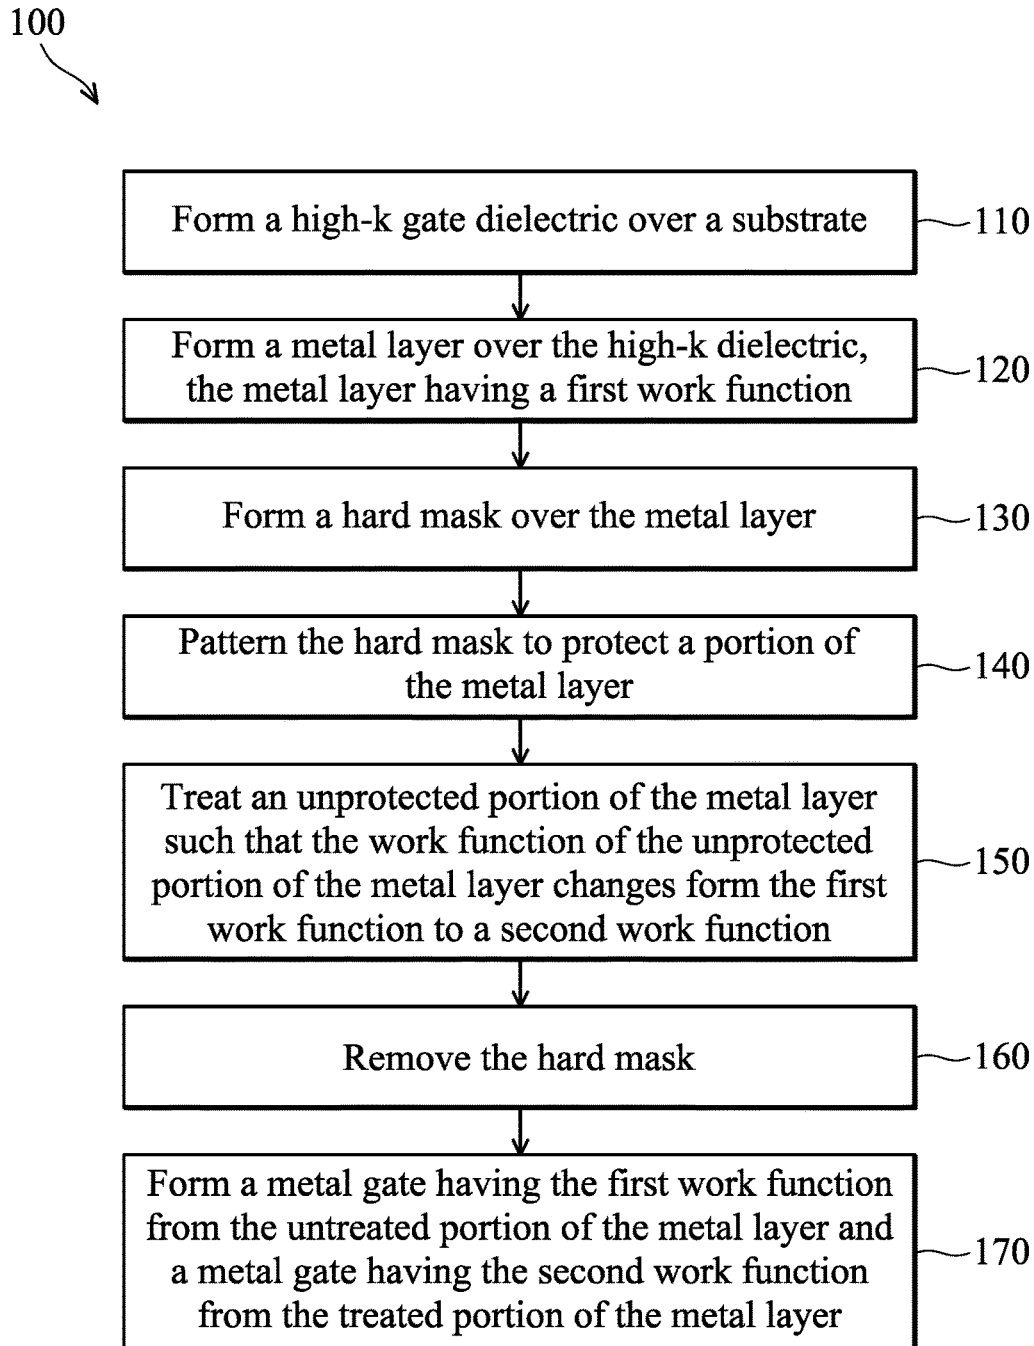 100
Form a high-k gate dielectric over a substrate
110
Form a metal layer over the high-k dielectric,
the metal layer having a first work function
120
Form a hard mask over the metal layer
130
Pattern the hard mask to protect a portion of
the metal layer
140
Treat an unprotected portion of the metal layer
such that the work function of the unprotected
portion of the metal layer changes form the first
work function to a second work function
150
Remove the hard mask
160
Form a metal gate having the first work function
from the untreated portion of the metal layer and
a metal gate having the second work function
from the treated portion of the metal layer
170